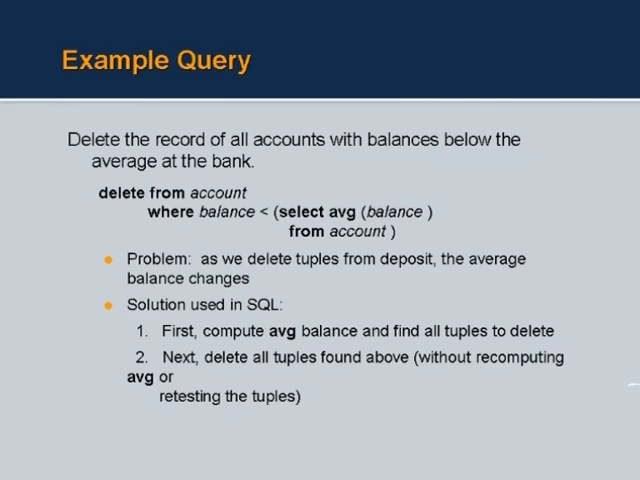 Example Query
Delete the record of all accounts with balances below the
average at the bank.
delete from account
where balance < (select avg (balance )
from account )
Problem:  as we delete tuples from deposit, the average
balance changes
Solution used in SQL:
1.   First, compute avg balance and find all tuples to delete
2.   Next, delete all tuples found above (without recomputing
avg or
retesting the tuples)